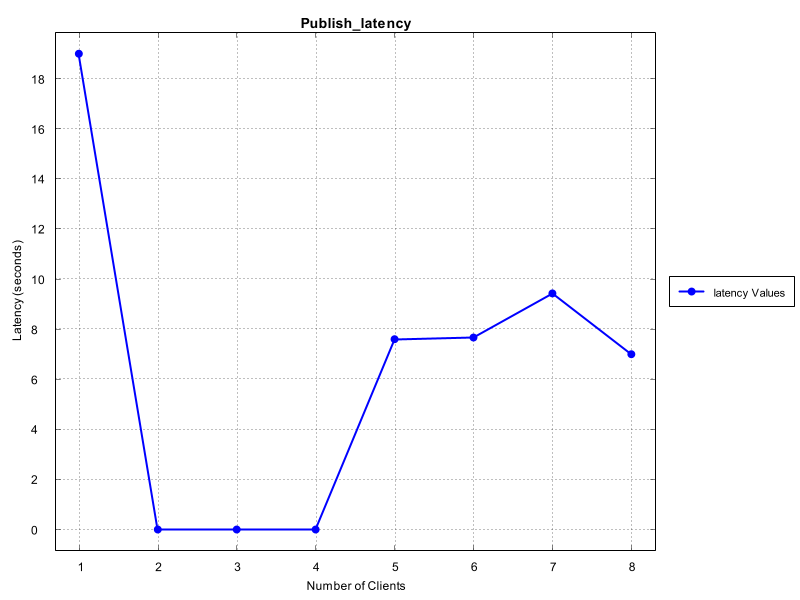 Publish_latency
18
16
14
12
10
8
6
4
2
0
Latency (seconds)
1 2 3 4 5 6 7 8
Number of Clients
latency Values